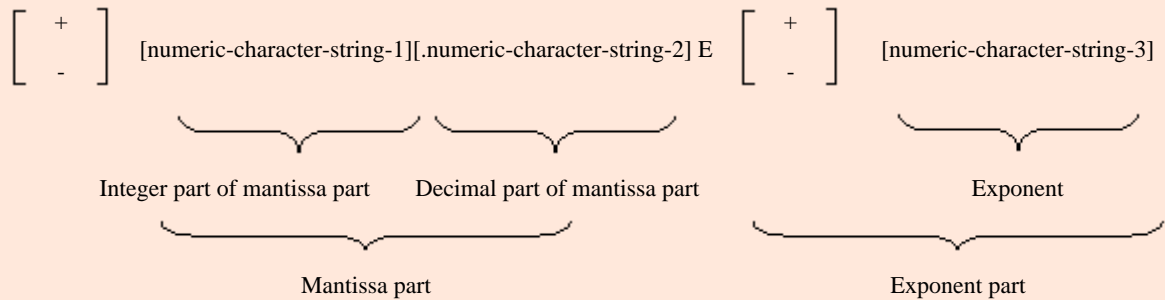 + +
[numeric-character-string-1][.numeric-character-string-2] E [numeric-character-string-3]
- -
Integer part of mantissa part Decimal part of mantissa part Exponent
Mantissa part Exponent part